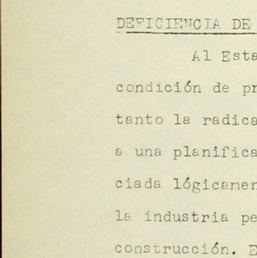 DEFICIENCIA DE
Al Esta
condición de pr
tanto la radica
a una planifica
ciada lógicamen
la industria pe
construcción. E